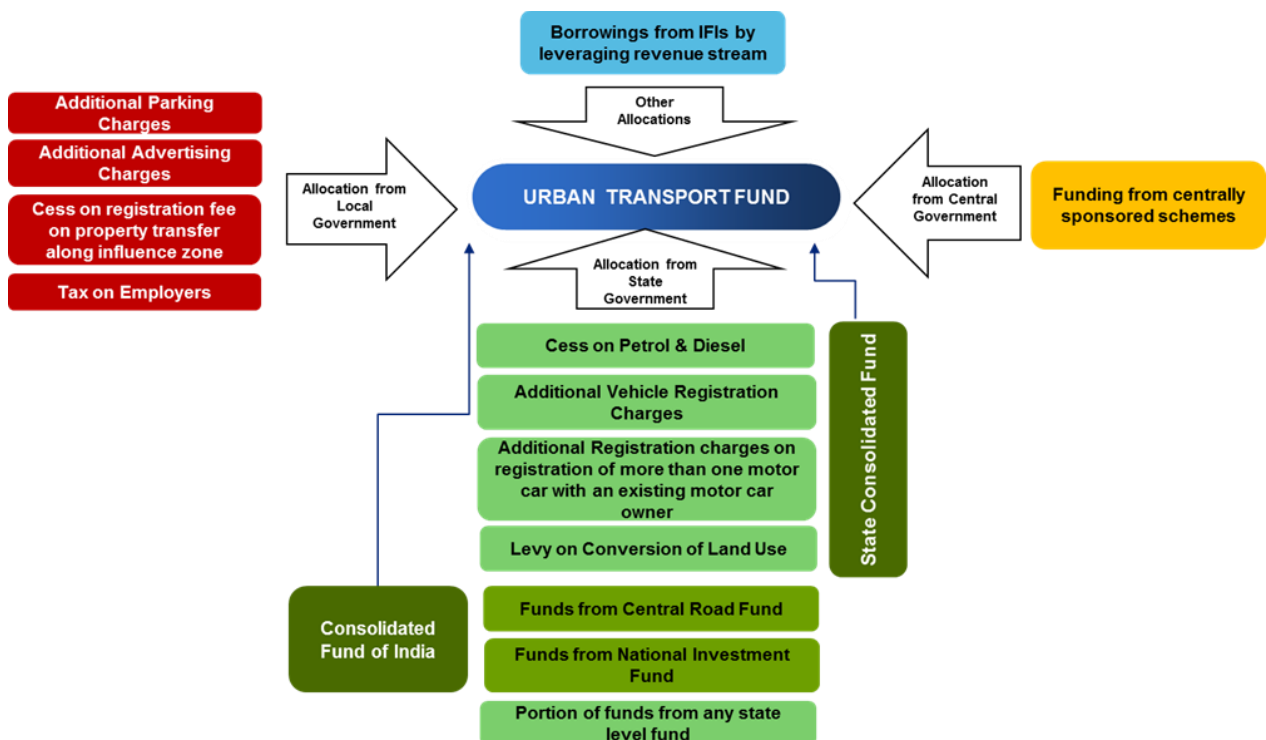 Borrowings from IFIs by
leveraging revenue stream
Other
Allocations
Additional Parking
Charges
Additional Advertising
Charges
Cess on registration fee
on property transfer
along influence zone
Tax on Employers
Allocation from
Local
Government
URBAN TRANSPORT FUND
Allocation
from Central
Government
Funding from centrally
sponsored schemes
Allocation from
State
Government
Cess on Petrol & Diesel
Additional Vehicle Registration
Charges
Additional Registration charges on
registration of more than one motor
car with an existing motor car
owner
Levy on Conversion of Land Use
State Consolidated Fund
Consolidated
Fund of India
Funds from Central Road Fund
Funds from National Investment
Fund
Portion of funds from any state
level fund